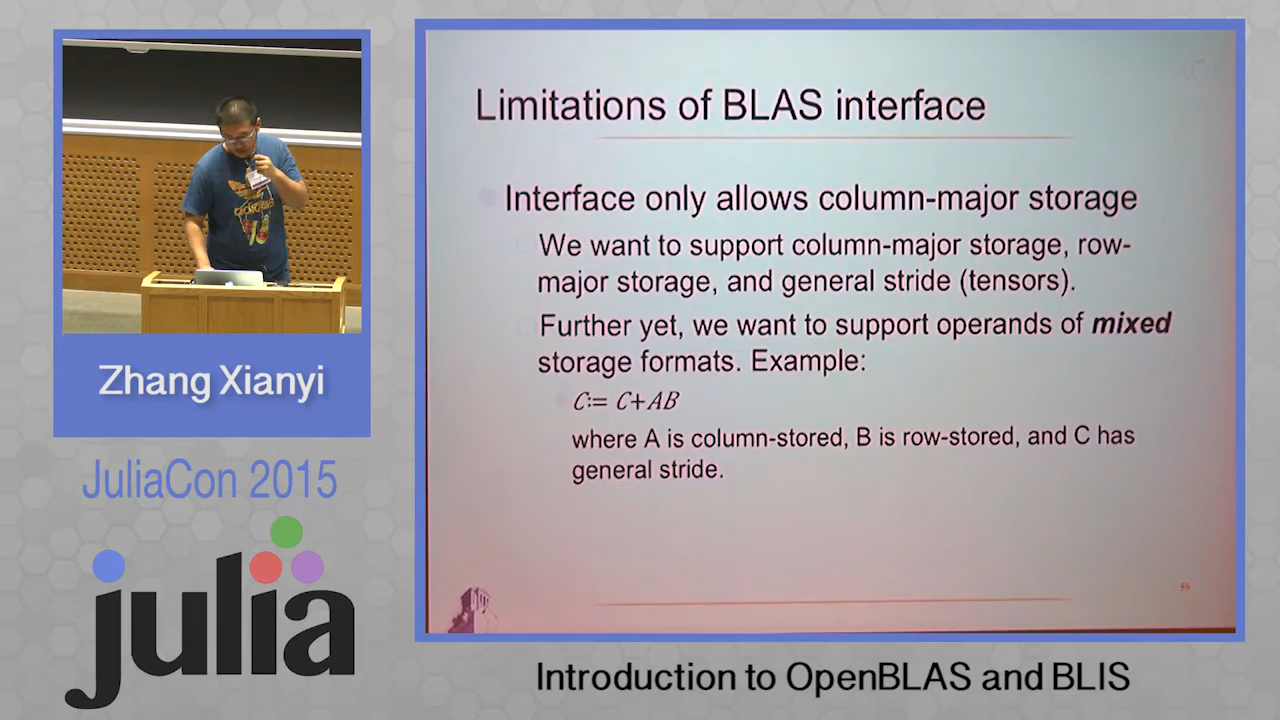 Limitations of BLAS interface
Interface only allows column-major storage
We want to support column-major storage, row-
major storage, and general stride (tensors).
Further yet, we want to support operands of mixed
storage formats. Example:
C:= C+AB
where A is column-stored, B is row-stored, and C has
general stride.
55
Zhang Xianyi
JuliaCon 2015
julia
Introduction to OpenBLAS and BLIS